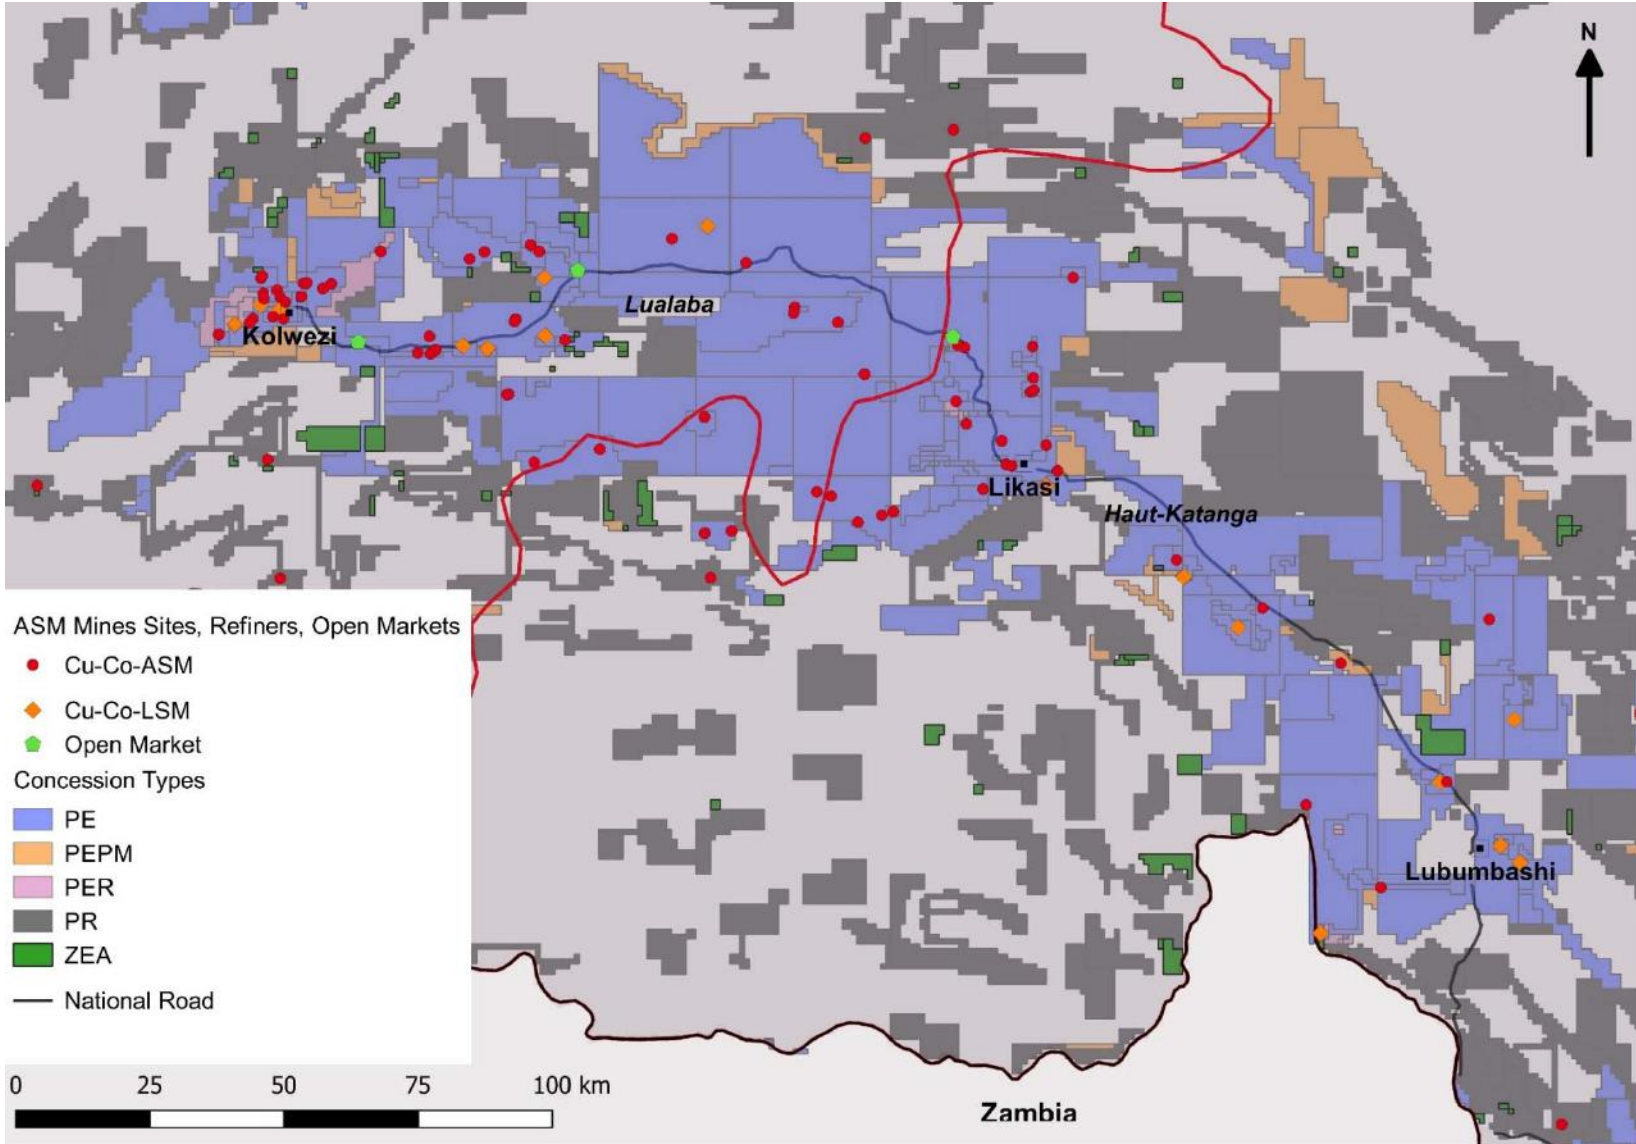 N
Lualaba
Kolwezi
Likasi
Haut-Katanga
ASM Mines Sites, Refiners, Open Markets
Cu-Co-ASM
Cu-Co-LSM
Open Market
Concession Types
PE
PEPM
PER
PR
ZEA
National Road
Lubumbashi
0 25 50 75 100 km
Zambia